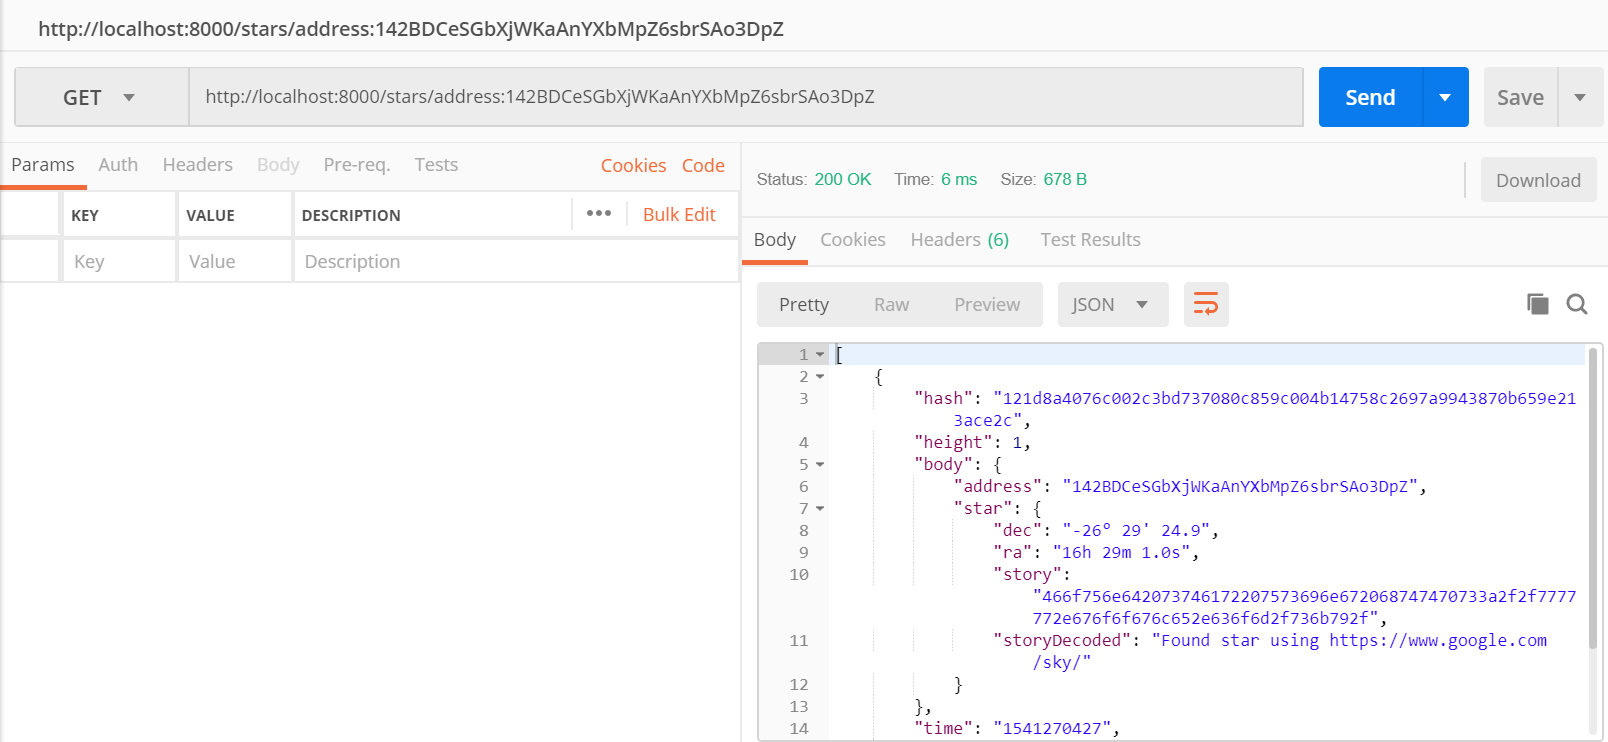 http://localhost:8000/stars/address:142BDCeSGbXjWKaAnYXbMpZ6sbrSAo3DpZ
GET http://localhost:8000/stars/address:142BDCeSGbXjWKaAnYXbMpZ6sbrSAo3DpZ Send Save
Params Auth Headers Body Pre-req. Tests Cookies Code
KEY VALUE DESCRIPTION ••• Bulk Edit
Key Value Description
Status: 200 OK Time: 6 ms Size: 678 B Download
Body Cookies Headers (6) Test Results
Pretty Raw Preview JSON
1 [
2 {
3 "hash": "121d8a4076c002c3bd737080c859c004b14758c2697a9943870b659e21
3ace2c",
4 "height": 1,
5 "body": {
6 "address": "142BDCeSGbXjWKaAnYXbMpZ6sbrSAo3DpZ",
7 "star": {
8 "dec": "-26° 29' 24.9",
9 "ra": "16h 29m 1.0s",
10 "story":
"466f756e642073746172207573696e672068747470733a2f2f7777
772e676f6f676c652e636f6d2f736b792f",
11 "storyDecoded": "Found star using https://www.google.com
/sky/"
12 }
13 },
14 "time": "1541270427",